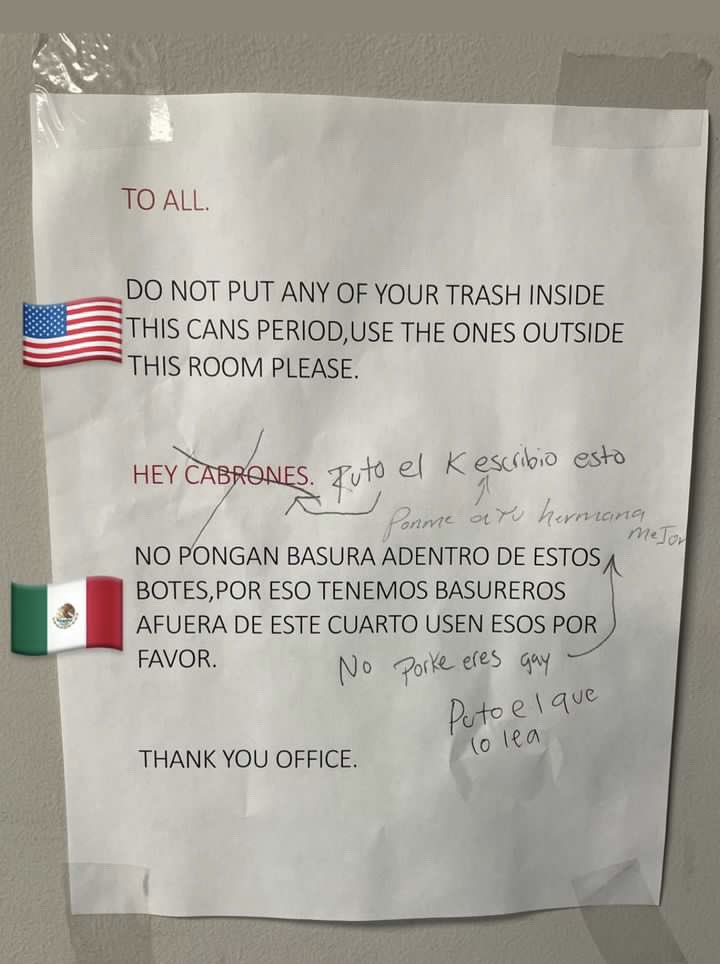 TO ALL.
DO NOT PUT ANY OF YOUR TRASH INSIDE
THIS CANS PERIOD,USE THE ONES OUTSIDE
THIS ROOM PLEASE.
HEY CABRONES. Puto el K escribio esto
Ponme a tu hermana
mejor
NO PONGAN BASURA ADENTRO DE ESTOS
BOTES,POR ESO TENEMOS BASUREROS
AFUERA DE ESTE CUARTO USEN ESOS POR
FAVOR.
No Porke eres gay
Puto el que
lo lea
THANK YOU OFFICE.